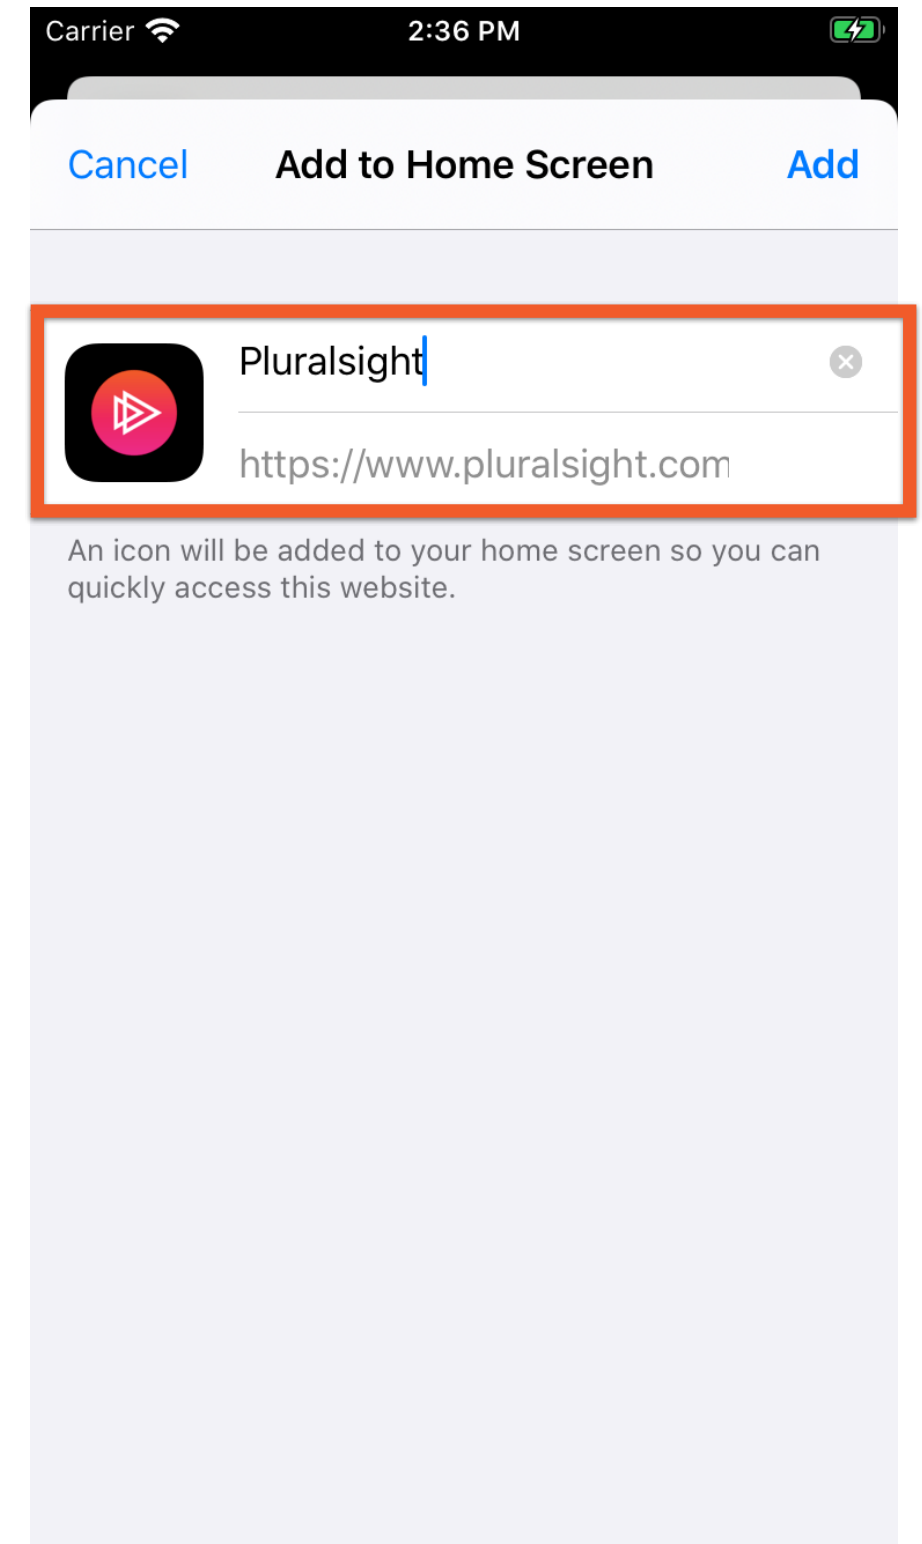 Carrier 2:36 PM
Cancel Add to Home Screen Add
Pluralsight
https://www.pluralsight.com
An icon will be added to your home screen so you can
quickly access this website.